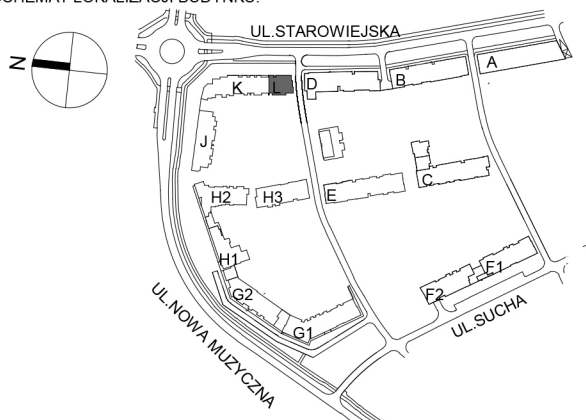 SCHEMAT LOKALIZACJI BUDYNKU:
UL.STAROWIEJSKA
N
A
B
D
L
K
J
C
E
H3
H2
H1
G2
G1
F1
F2
UL.SUCHA
UL.NOWA MUZYCZNA